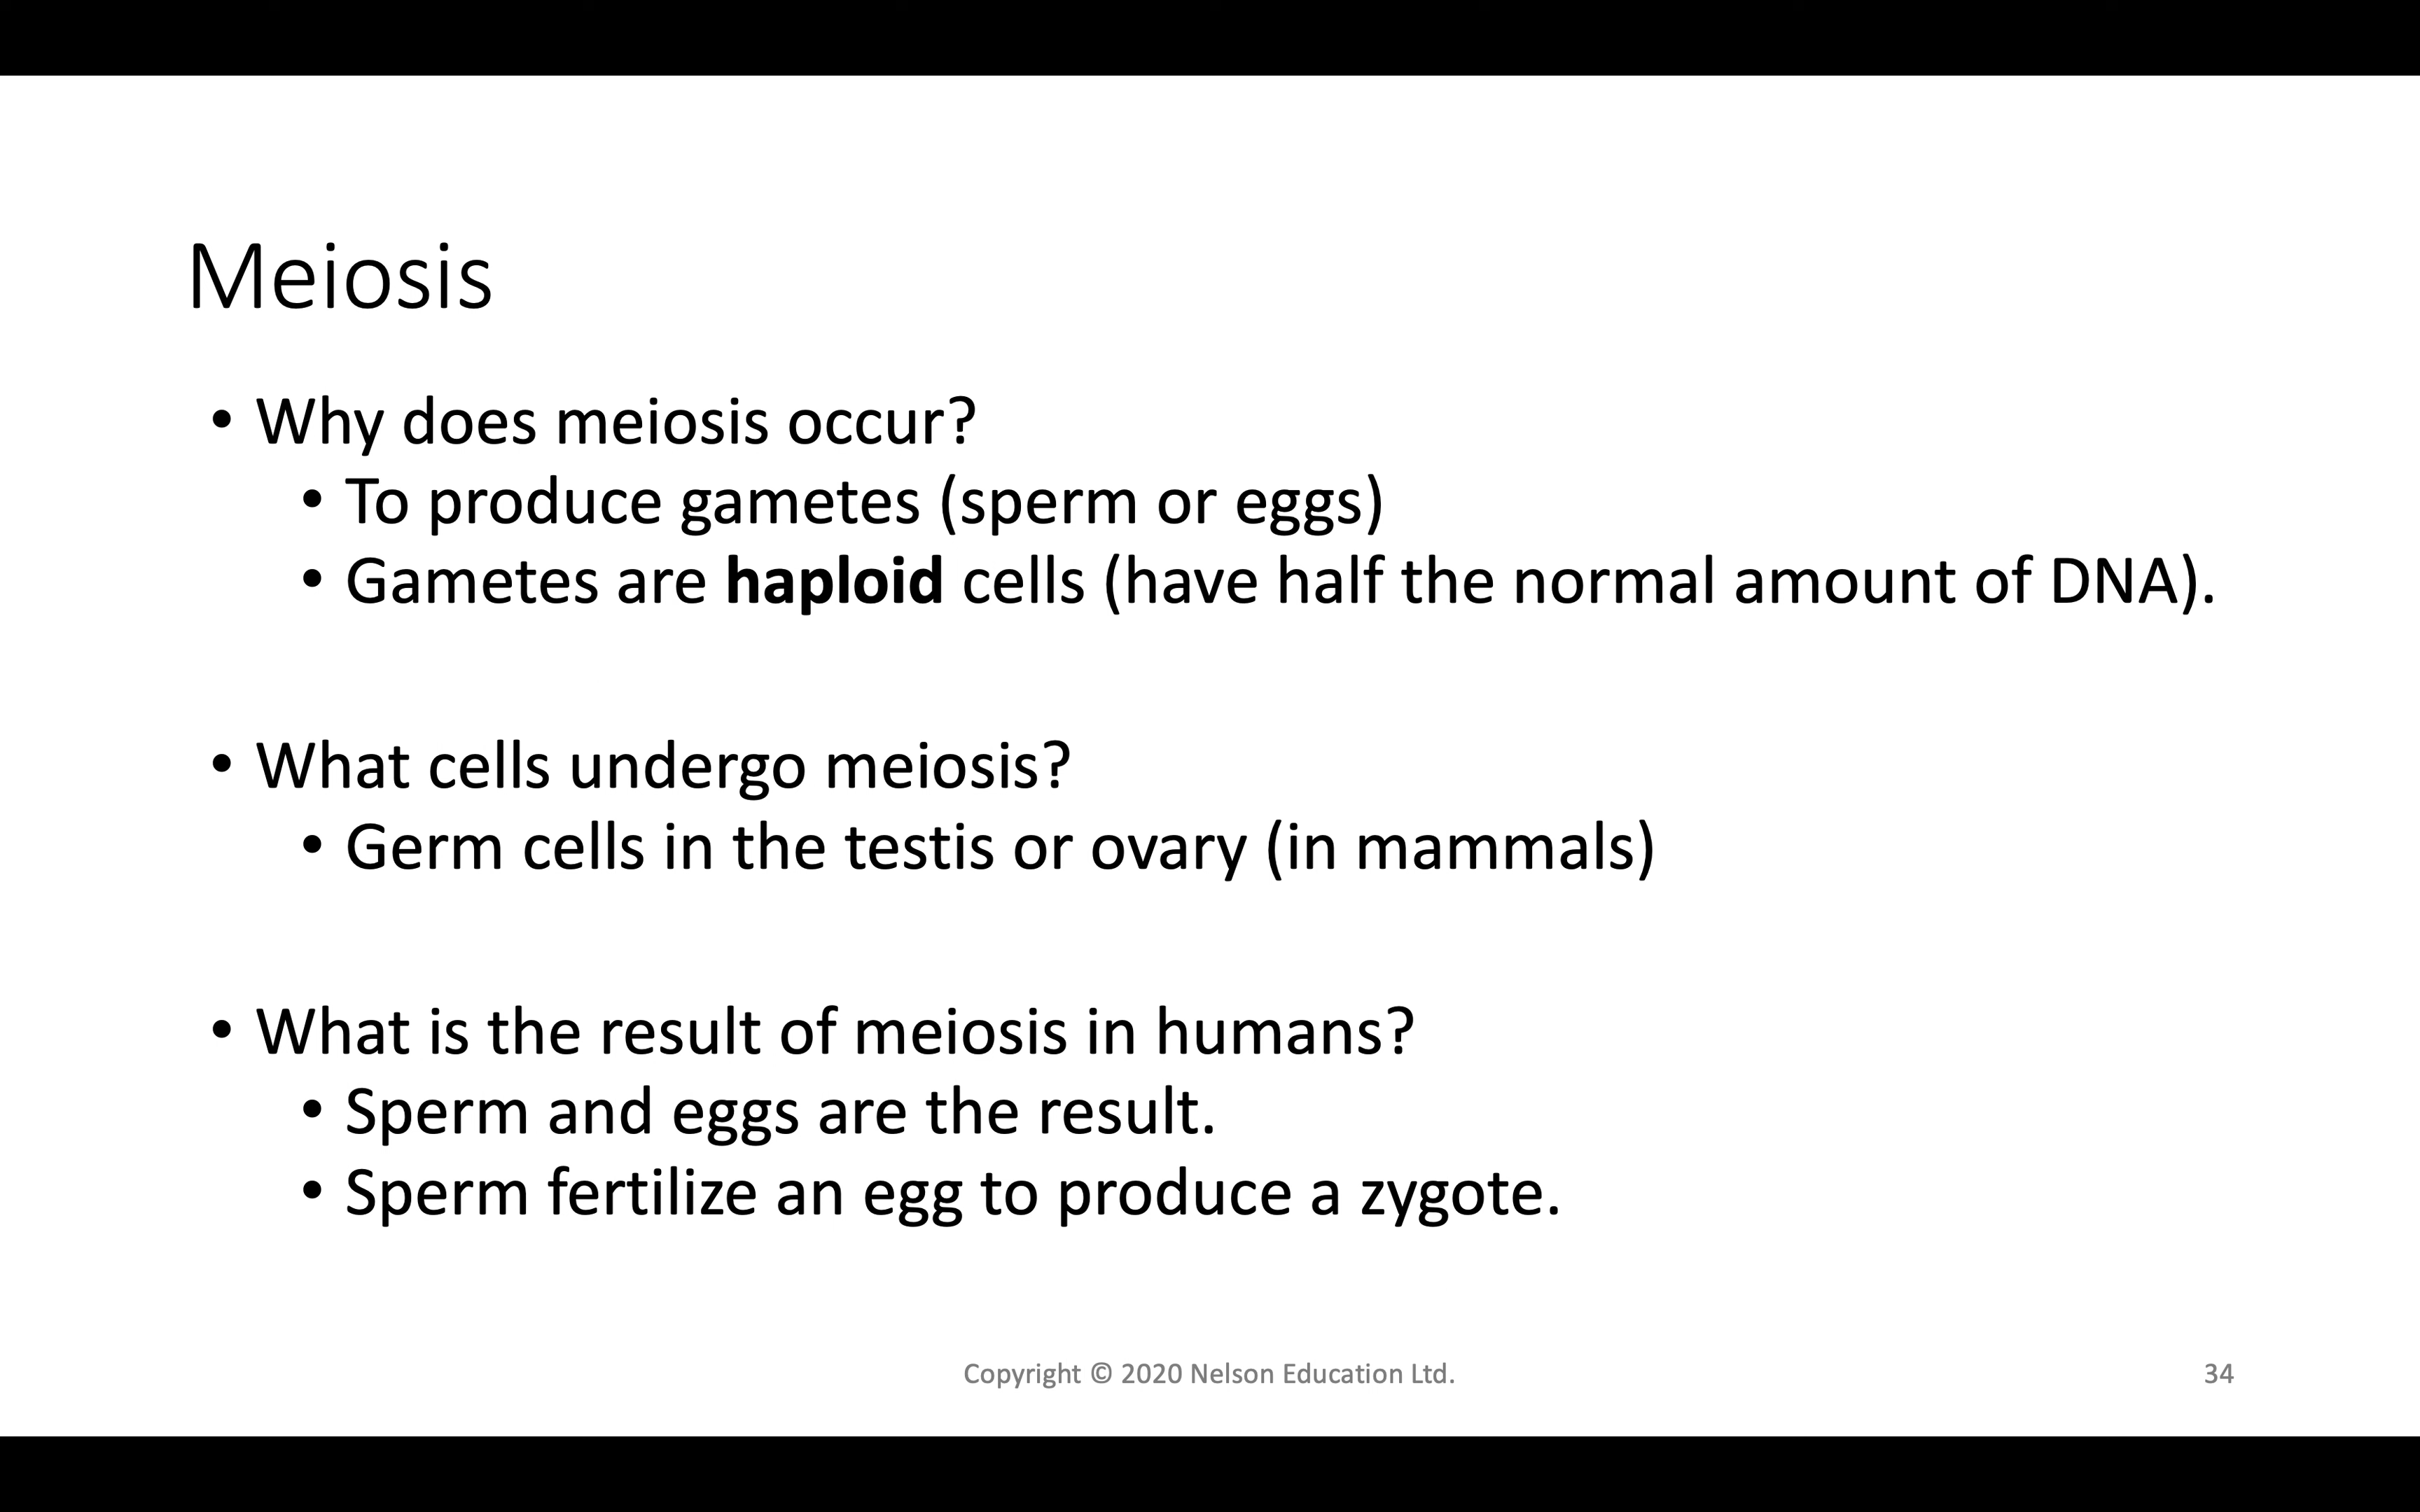 Meiosis
• Why does meiosis occur?
• To produce gametes (sperm or eggs)
• Gametes are haploid cells (have half the normal amount of DNA).
• What cells undergo meiosis?
• Germ cells in the testis or ovary (in mammals)
• What is the result of meiosis in humans?
• Sperm and eggs are the result.
• Sperm fertilize an egg to produce a zygote.
Copyright © 2020 Nelson Education Ltd.
34